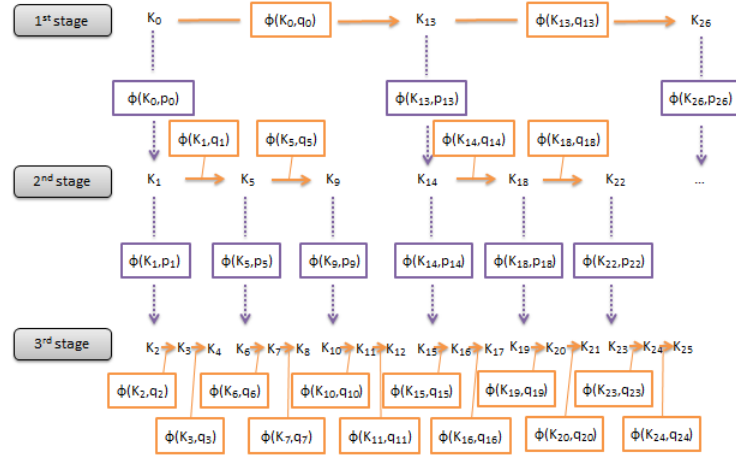 1st stage K0 ϕ(K0,q0) K13 ϕ(K13,q13) K26
ϕ(K0,p0) ϕ(K13,p13) ϕ(K26,p26)
ϕ(K1,q1) ϕ(K5,q5) ϕ(K14,q14) ϕ(K18,q18)
2nd stage K1 K5 K9 K14 K18 K22 ...
ϕ(K1,p1) ϕ(K5,p5) ϕ(K9,p9) ϕ(K14,p14) ϕ(K18,p18) ϕ(K22,p22)
3rd stage K2 K3 K4 K6 K7 K8 K10 K11 K12 K15 K16 K17 K19 K20 K21 K23 K24 K25
ϕ(K2,q2) ϕ(K6,q6) ϕ(K10,q10) ϕ(K15,q15) ϕ(K19,q19) ϕ(K23,q23)
ϕ(K3,q3) ϕ(K7,q7) ϕ(K11,q11) ϕ(K16,q16) ϕ(K20,q20) ϕ(K24,q24)